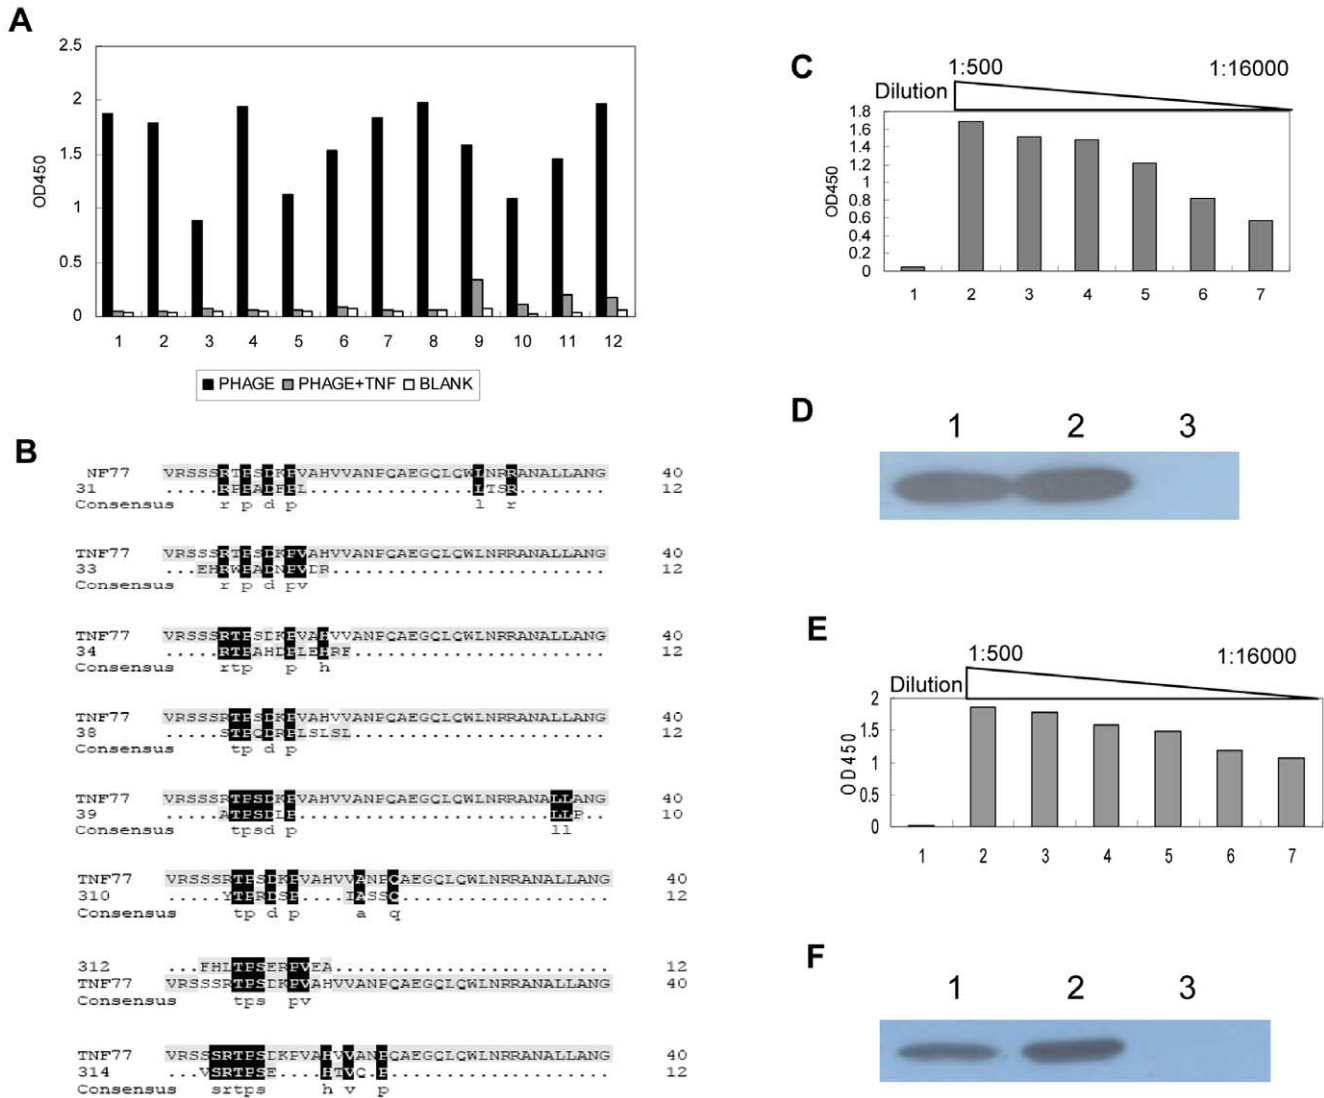 A
2.5
2
1.5
1
0.5
0
OD450
1 2 3 4 5 6 7 8 9 10 11 12
PHAGE PHAGE+TNF BLANK
B
NF77 VRSSSRTPSDKPVAHVVANPQAEGQLQWLNRRANALLANG 40
31 .....RPPADFPL...............LTSR........ 12
Consensus r p d p l r
TNF77 VRSSSRTPSDKPVAHVVANPQAEGQLQWLNRRANALLANG 40
33 ...EHRWPADNPVDR......................... 12
Consensus r p d pv
TNF77 VRSSSRTPSDKPVAHVVANPQAEGQLQWLNRRANALLANG 40
34 .....RTPAHDPLEHRF....................... 12
Consensus rtp p h
TNF77 VRSSSRTPSDKPVAHVVANPQAEGQLQWLNRRANALLANG 40
38 .....STPQDRPLSLSL....................... 12
Consensus tp d p
TNF77 VRSSSRTPSDKPVAHVVANPQAEGQLQWLNRRANALLANG 40
39 .....ATPSDLP.......................LLP.. 10
Consensus tpsd p ll
TNF77 VRSSSRTPSDKPVAHVVANPQAEGQLQWLNRRANALLANG 40
310 .....YTPRDSP....IASSQ................... 12
Consensus tp d p a q
312 ...FHLTPSERPVEA......................... 12
TNF77 VRSSSRTPSDKPVAHVVANPQAEGQLQWLNRRANALLANG 40
Consensus tps pv
TNF77 VRSSSRTPSDKPVAHVVANPQAEGQLQWLNRRANALLANG 40
314 ...VSRTPSE....HTVQ.P.................... 12
Consensus srtps h v p
C
1:500 1:16000
Dilution
1.8
1.6
1.4
1.2
1
0.8
0.6
0.4
0.2
0
OD450
1 2 3 4 5 6 7
D
1 2 3
E
1:500 1:16000
Dilution
2
1.5
1
0.5
0
OD450
1 2 3 4 5 6 7
F
1 2 3